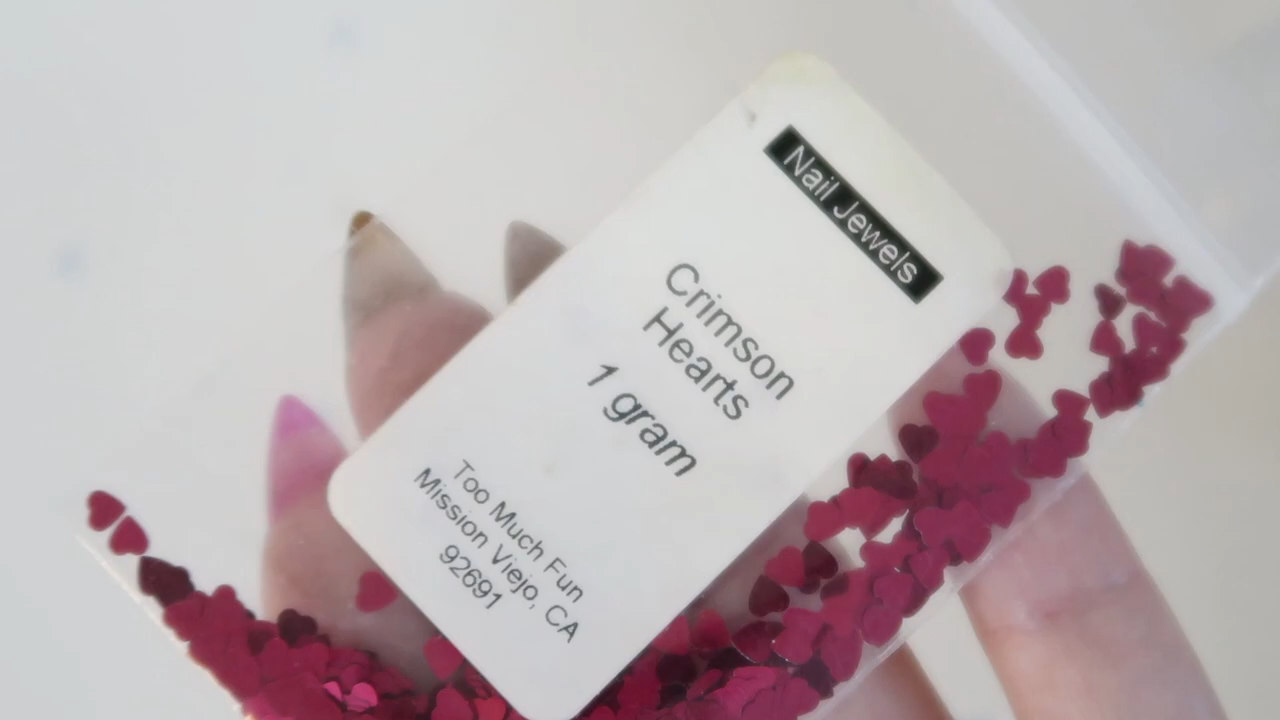 Nail Jewels
Crimson
Hearts
1 gram
Too Much Fun
Mission Viejo, CA
92691